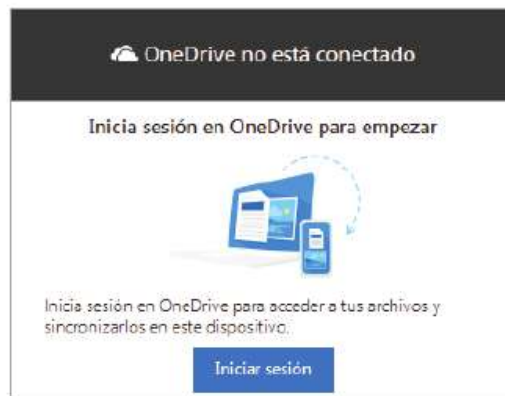 OneDrive no está conectado
Inicia sesión en OneDrive para empezar
Inicia sesión en OneDrive para acceder a tus archivos y
sincronizarlos en este dispositivo.
Iniciar sesión